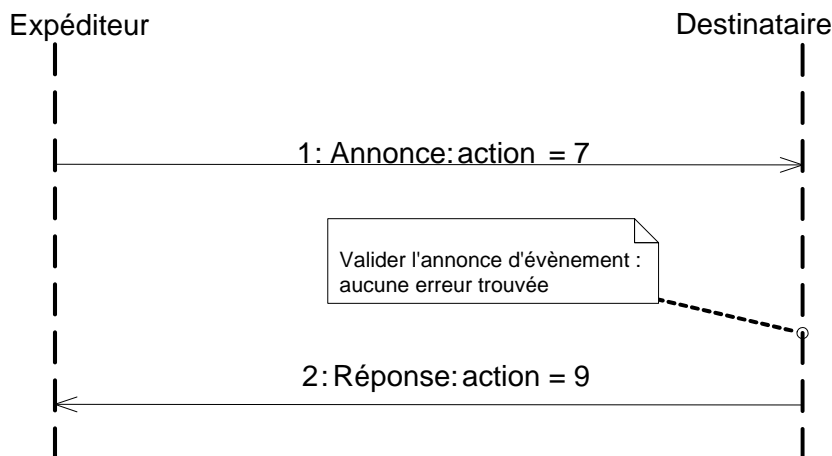 Expéditeur
Destinataire
1: Annonce: action = 7
Valider l'annonce d'évènement :
aucune erreur trouvée
2: Réponse: action = 9